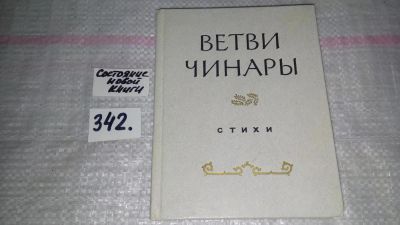 Состояние
новой
книги
342.
ВЕТВИ
ЧИНАРЫ
СТИХИ